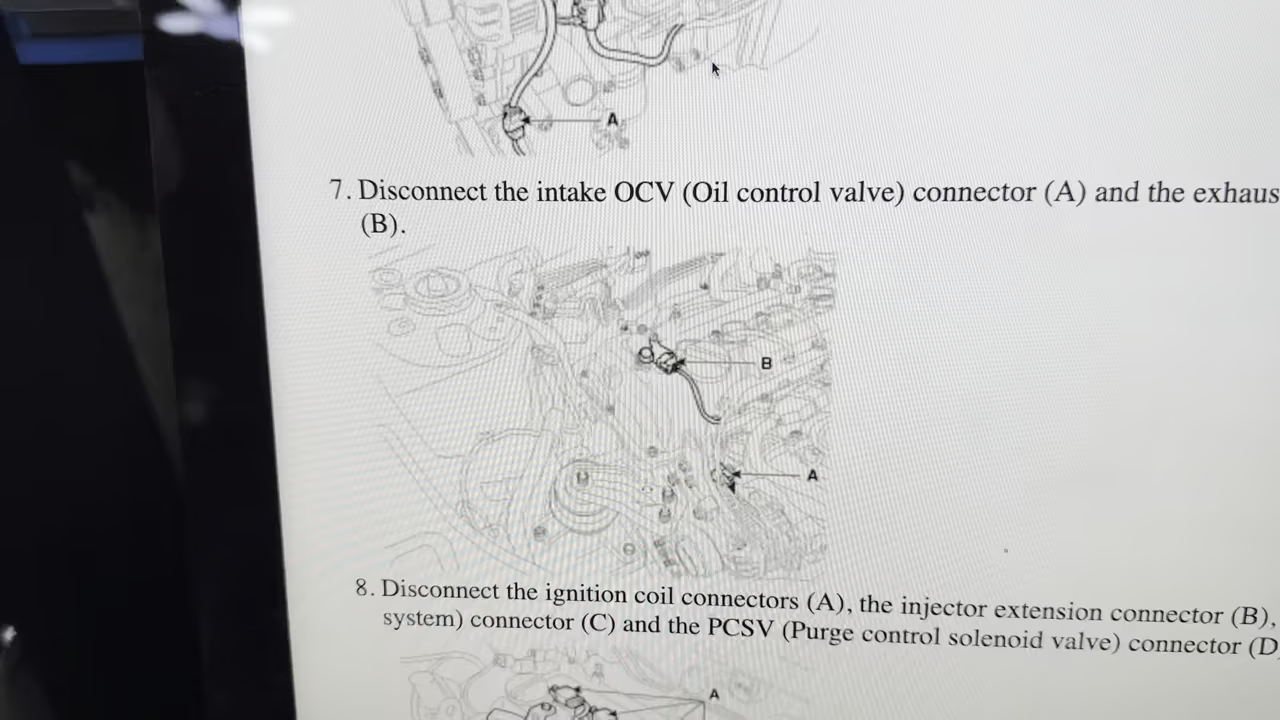 A
7. Disconnect the intake OCV (Oil control valve) connector (A) and the exhaus
(B).
B
A
8. Disconnect the ignition coil connectors (A), the injector extension connector (B),
system) connector (C) and the PCSV (Purge control solenoid valve) connector (D
A